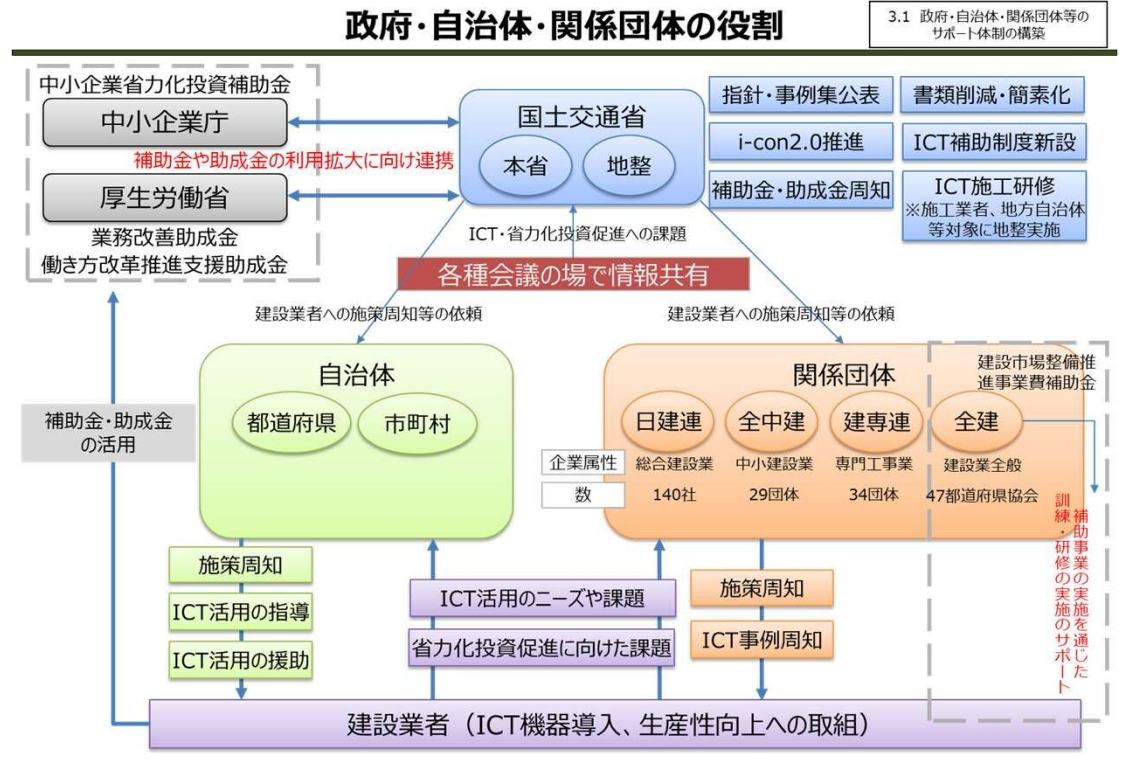 政府・自治体・関係団体の役割
3.1 政府・自治体・関係団体等の
サポート体制の構築
中小企業省力化投資補助金
中小企業庁
補助金や助成金の利用拡大に向け連携
厚生労働省
業務改善助成金
働き方改革推進支援助成金
国土交通省
本省
地整
指針・事例集公表
書類削減・簡素化
i-con2.0推進
ICT補助制度新設
補助金・助成金周知
ICT施工研修
※施工業者、地方自治体
等対象に地整実施
ICT・省力化投資促進への課題
各種会議の場で情報共有
建設業者への施策周知等の依頼
建設業者への施策周知等の依頼
自治体
都道府県
市町村
関係団体
建設市場整備推
進事業費補助金
日建連
全中建
建専連
全建
企業属性
総合建設業
中小建設業
専門工事業
建設業全般
数
140社
29団体
34団体
47都道府県協会
補助金・助成金
の活用
補助事業の実施を通じた
訓練・研修の実施のサポート
施策周知
ICT活用の指導
ICT活用の援助
ICT活用のニーズや課題
省力化投資促進に向けた課題
施策周知
ICT事例周知
建設業者（ICT機器導入、生産性向上への取組）